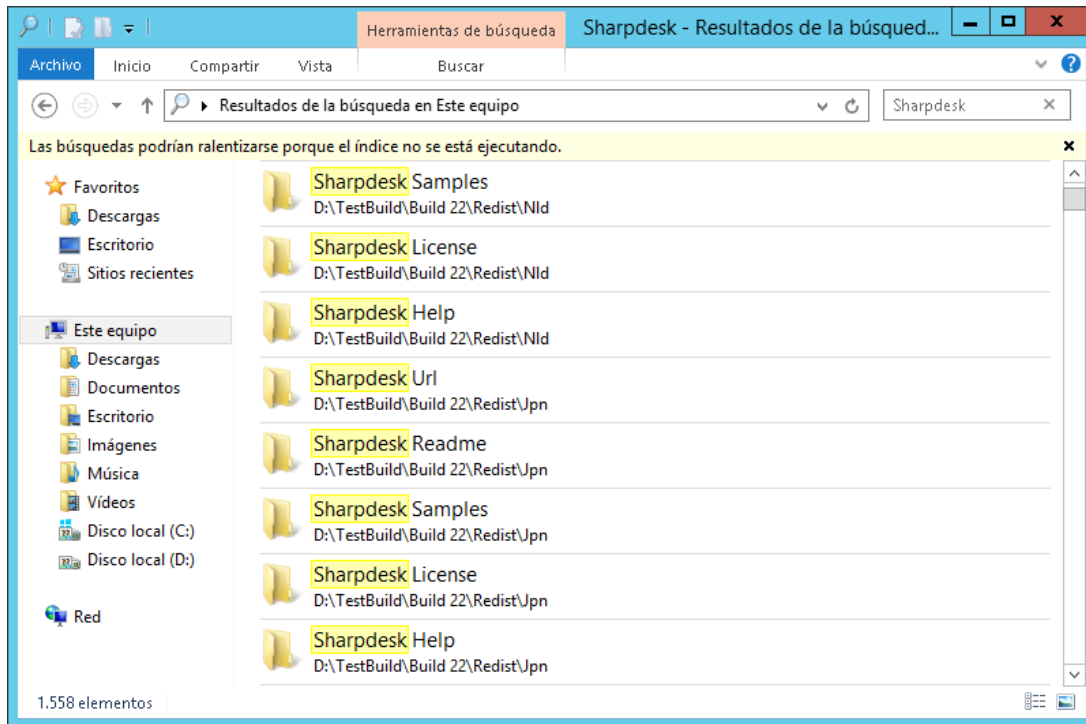 Herramientas de búsqueda
Sharpdesk - Resultados de la búsqued...
Archivo Inicio Compartir Vista Buscar
Resultados de la búsqueda en Este equipo
Sharpdesk
Las búsquedas podrían ralentizarse porque el índice no se está ejecutando.
Favoritos
Descargas
Escritorio
Sitios recientes
Este equipo
Descargas
Documentos
Escritorio
Imágenes
Música
Vídeos
Disco local (C:)
Disco local (D:)
Red
Sharpdesk Samples
D:\TestBuild\Build 22\Redist\Nld
Sharpdesk License
D:\TestBuild\Build 22\Redist\Nld
Sharpdesk Help
D:\TestBuild\Build 22\Redist\Nld
Sharpdesk Url
D:\TestBuild\Build 22\Redist\Jpn
Sharpdesk Readme
D:\TestBuild\Build 22\Redist\Jpn
Sharpdesk Samples
D:\TestBuild\Build 22\Redist\Jpn
Sharpdesk License
D:\TestBuild\Build 22\Redist\Jpn
Sharpdesk Help
D:\TestBuild\Build 22\Redist\Jpn
1.558 elementos